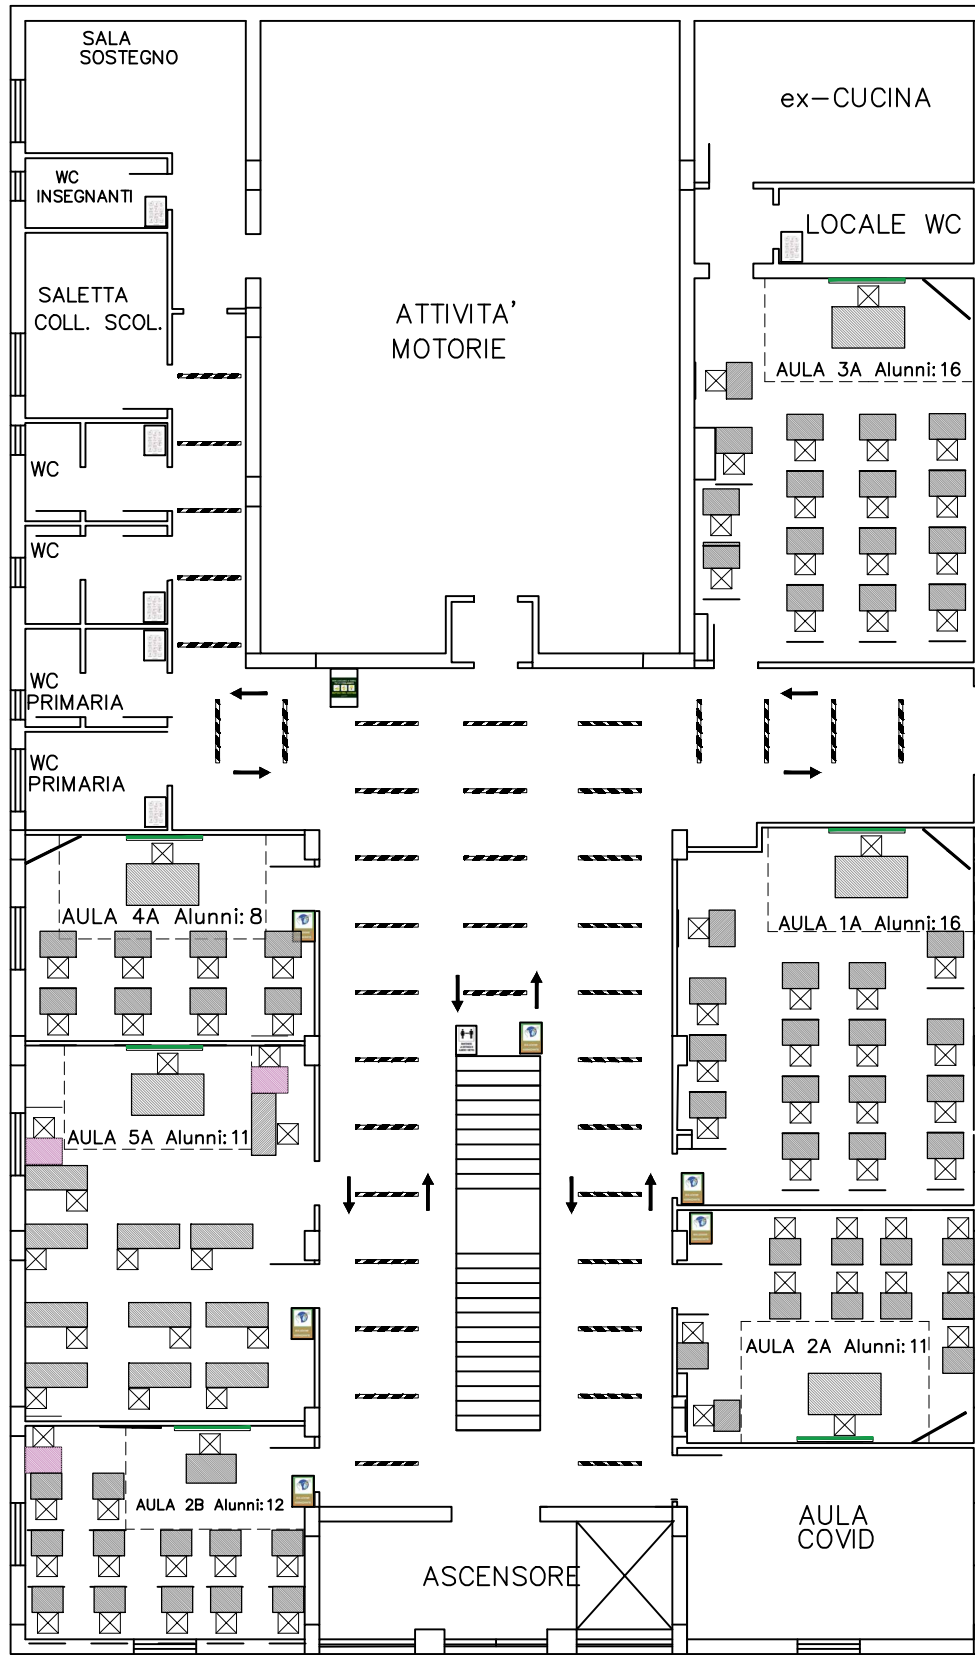 SALA
SOSTEGNO
ex-CUCINA
WC
INSEGNANTI
LOCALE WC
SALETTA
COLL. SCOL.
ATTIVITA'
MOTORIE
AULA 3A Alunni:16
WC
WC
WC
PRIMARIA
WC
PRIMARIA
AULA 4A Alunni:8
AULA 1A Alunni:16
AULA 5A Alunni:11
AULA 2A Alunni:11
AULA 2B Alunni:12
AULA
COVID
ASCENSORE